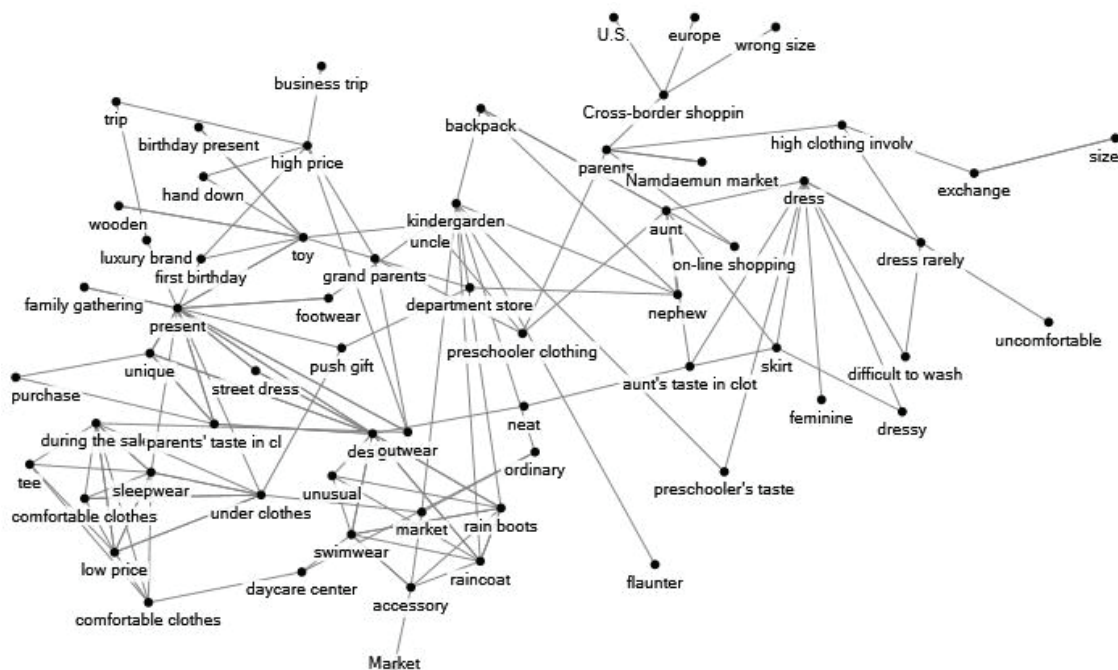 U.S.
europe
wrong size
business trip
trip
Cross-border shoppin
backpack
birthday present
high price
parents
high clothing involv
size
hand down
Namdaemun market
exchange
dress
wooden
kindergarden
aunt
uncle
luxury brand
toy
on-line shopping
dress rarely
first birthday
grand parents
family gathering
footwear
department store
nephew
present
uncomfortable
preschooler clothing
unique
push gift
skirt
street dress
aunt's taste in clot
difficult to wash
purchase
feminine
neat
dressy
during the sal
parents' taste in cl
des
outwear
ordinary
tee
sleepwear
unusual
preschooler's taste
comfortable clothes
under clothes
market
rain boots
swimwear
low price
raincoat
daycare center
flaunter
accessory
comfortable clothes
Market